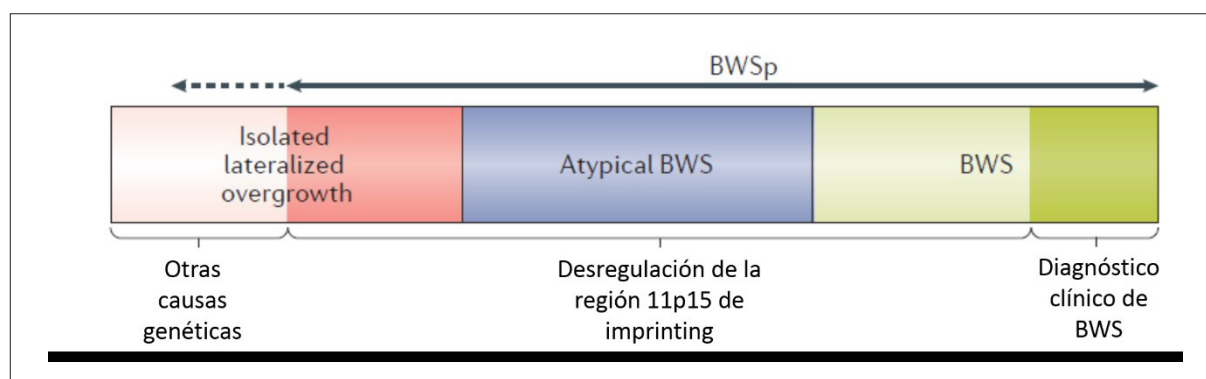 BWSp
Isolated
lateralized
overgrowth
Atypical BWS
BWS
Otras
causas
genéticas
Desregulación de la
región 11p15 de
imprinting
Diagnóstico
clínico de
BWS